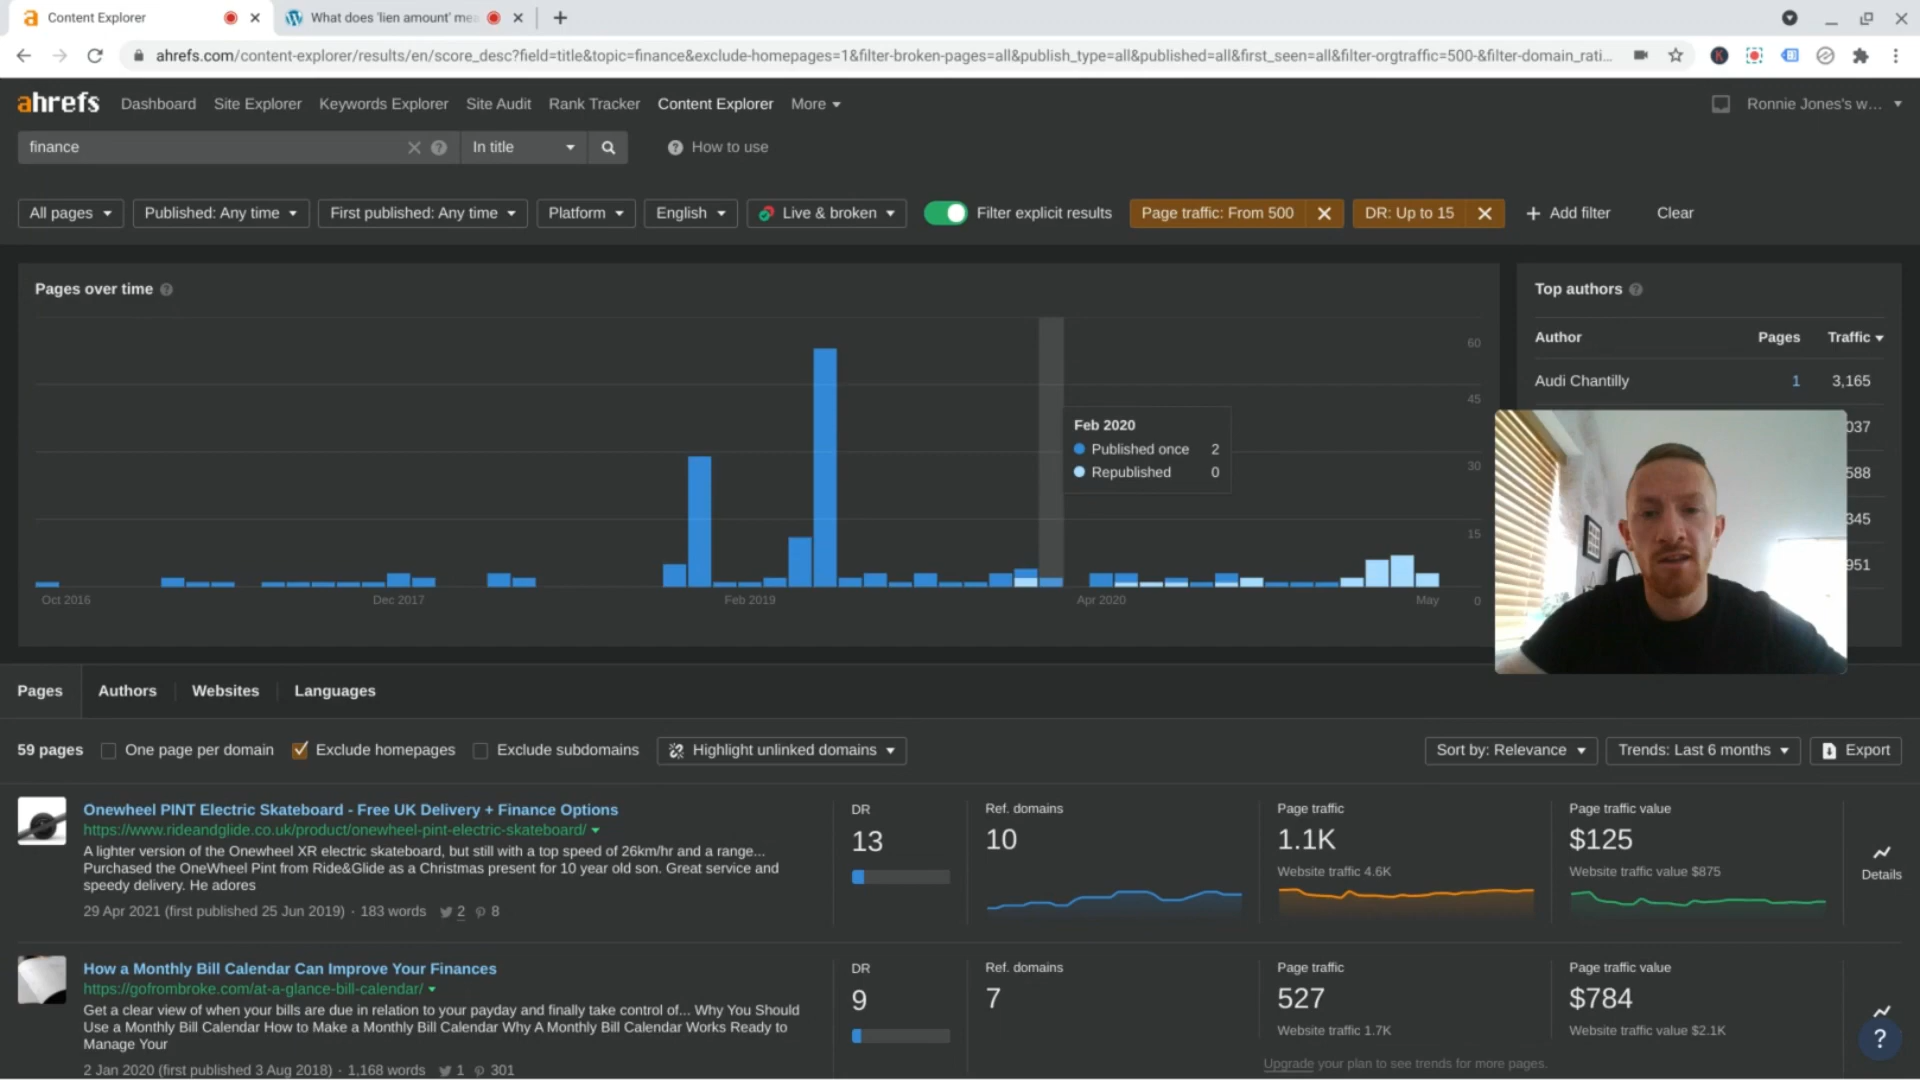 Content Explorer
What does 'lien amount' mea
ahrefs.com/content-explorer/results/en/score_desc?field=title&topic=finance&exclude-homepages=1&filter-broken-pages=all&publish_type=all&published=all&first_seen=all&filter-orgtraffic=500-&filter-domain_rati...
ahrefs Dashboard Site Explorer Keywords Explorer Site Audit Rank Tracker Content Explorer More
Ronnie Jones's w...
finance
In title
How to use
All pages
Published: Any time
First published: Any time
Platform
English
Live & broken
Filter explicit results
Page traffic: From 500
DR: Up to 15
+ Add filter
Clear
Pages over time
60
45
30
15
0
Feb 2020
Published once 2
Republished 0
Oct 2016
Dec 2017
Feb 2019
Apr 2020
May
Top authors
Author Pages Traffic
Audi Chantilly 1 3,165
037
588
345
951
Pages Authors Websites Languages
59 pages
One page per domain
Exclude homepages
Exclude subdomains
Highlight unlinked domains
Sort by: Relevance
Trends: Last 6 months
Export
Onewheel PINT Electric Skateboard - Free UK Delivery + Finance Options
https://www.rideandglide.co.uk/product/onewheel-pint-electric-skateboard/
A lighter version of the Onewheel XR electric skateboard, but still with a top speed of 26km/hr and a range...
Purchased the OneWheel Pint from Ride&Glide as a Christmas present for 10 year old son. Great service and
speedy delivery. He adores
29 Apr 2021 (first published 25 Jun 2019) · 183 words 2 8
DR
13
Ref. domains
10
Page traffic
1.1K
Website traffic 4.6K
Page traffic value
$125
Website traffic value $875
Details
How a Monthly Bill Calendar Can Improve Your Finances
https://gofrombroke.com/at-a-glance-bill-calendar/
Get a clear view of when your bills are due in relation to your payday and finally take control of... Why You Should
Use a Monthly Bill Calendar How to Make a Monthly Bill Calendar Why A Monthly Bill Calendar Works Ready to
Manage Your
2 Jan 2020 (first published 3 Aug 2018) · 1,168 words 1 301
DR
9
Ref. domains
7
Page traffic
527
Website traffic 1.7K
Page traffic value
$784
Website traffic value $2.1K
Upgrade your plan to see trends for more pages.
?